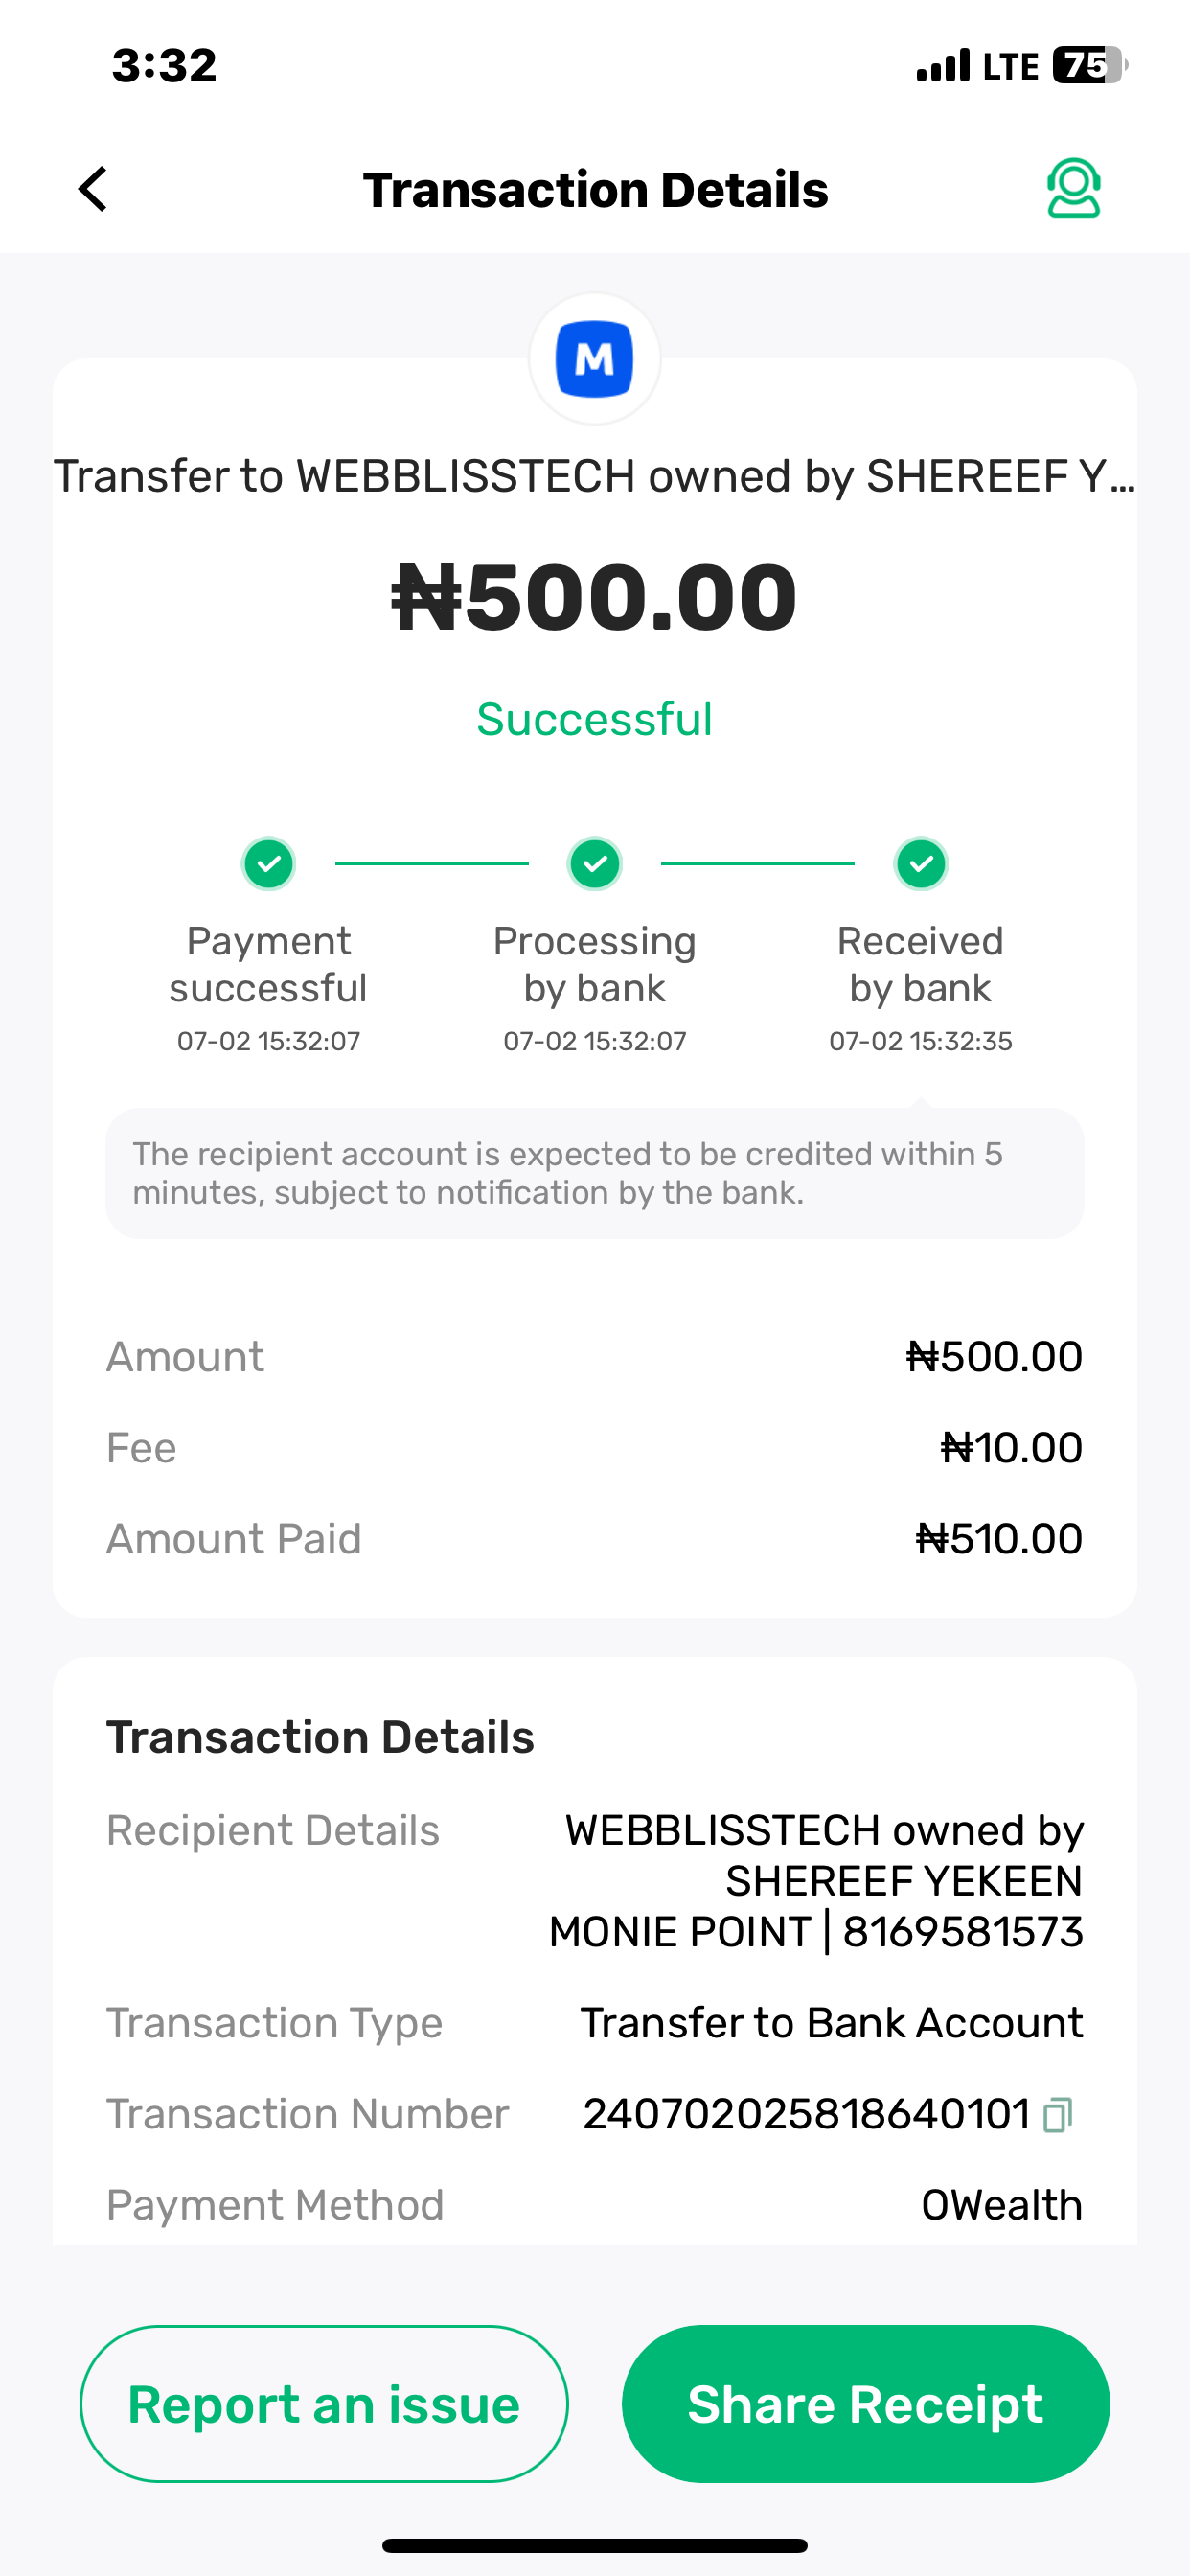 3:32
LTE 75
Transaction Details
M
Transfer to WEBBLISSTECH owned by SHEREEF Y...
₦500.00
Successful
Payment successful
07-02 15:32:07
Processing by bank
07-02 15:32:07
Received by bank
07-02 15:32:35
The recipient account is expected to be credited within 5
minutes, subject to notification by the bank.
Amount ₦500.00
Fee ₦10.00
Amount Paid ₦510.00
Transaction Details
Recipient Details WEBBLISSTECH owned by
SHEREEF YEKEEN
MONIE POINT | 8169581573
Transaction Type Transfer to Bank Account
Transaction Number 240702025818640101
Payment Method OWealth
Report an issue
Share Receipt